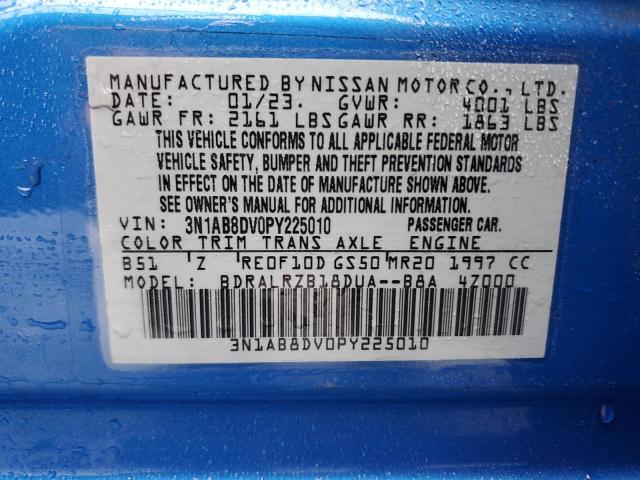 MANUFACTURED BY NISSAN MOTOR CO., LTD.
DATE: 01/23. GVWR: 4001 LBS
GAWR FR: 2161 LBS GAWR RR: 1863 LBS
THIS VEHICLE CONFORMS TO ALL APPLICABLE FEDERAL MOTOR
VEHICLE SAFETY, BUMPER AND THEFT PREVENTION STANDARDS
IN EFFECT ON THE DATE OF MANUFACTURE SHOWN ABOVE.
SEE OWNER'S MANUAL FOR ADDITIONAL INFORMATION.
VIN: 3N1AB8DV0PY225010 PASSENGER CAR.
COLOR TRIM TRANS AXLE ENGINE
B51 Z RE0F10D GS50 MR20 1997 CC
MODEL: BDRALRZB18DUA--B8A 4Z000
3N1AB8DV0PY225010